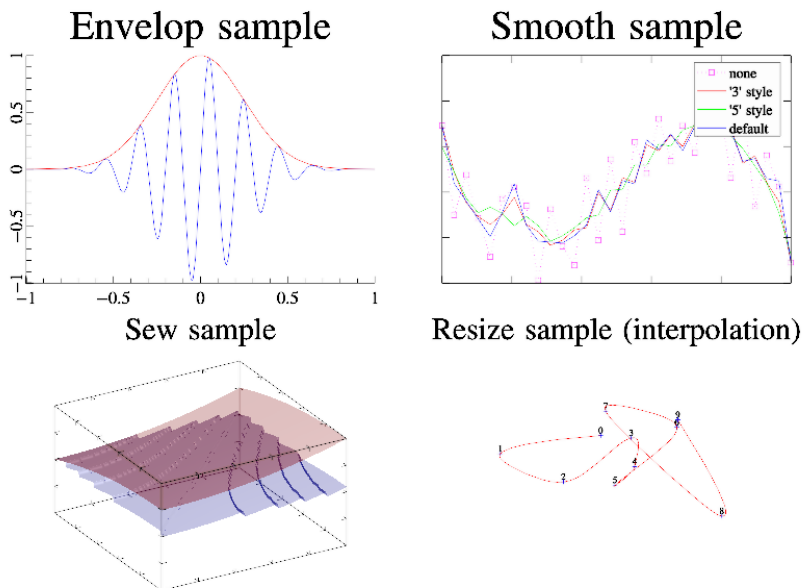 Envelop sample
1
0.5
0
−0.5
−1
−1
−0.5
0
0.5
1
Smooth sample
none
'3' style
'5' style
default
Sew sample
Resize sample (interpolation)
7
9
6
0
3
1
4
2
5
8